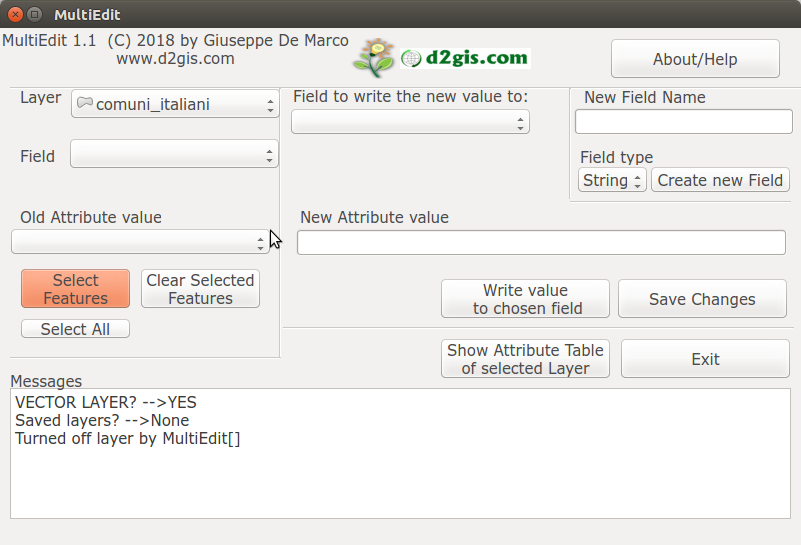 MultiEdit
MultiEdit 1.1 (C) 2018 by Giuseppe De Marco
www.d2gis.com
d2gis.com
About/Help
Layer
comuni_italiani
Field to write the new value to:
New Field Name
Field
Field type
String
Create new Field
Old Attribute value
New Attribute value
Select
Features
Clear Selected
Features
Select All
Write value
to chosen field
Save Changes
Show Attribute Table
of selected Layer
Exit
Messages
VECTOR LAYER? -->YES
Saved layers? -->None
Turned off layer by MultiEdit[]